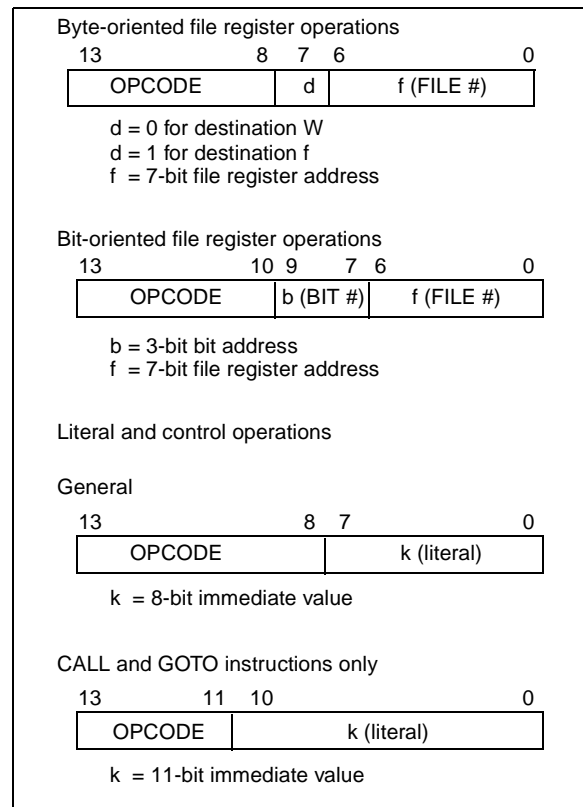 Byte-oriented file register operations
13 8 7 6 0
OPCODE d f (FILE #)
d = 0 for destination W
d = 1 for destination f
f = 7-bit file register address
Bit-oriented file register operations
13 10 9 7 6 0
OPCODE b (BIT #) f (FILE #)
b = 3-bit bit address
f = 7-bit file register address
Literal and control operations
General
13 8 7 0
OPCODE k (literal)
k = 8-bit immediate value
CALL and GOTO instructions only
13 11 10 0
OPCODE k (literal)
k = 11-bit immediate value